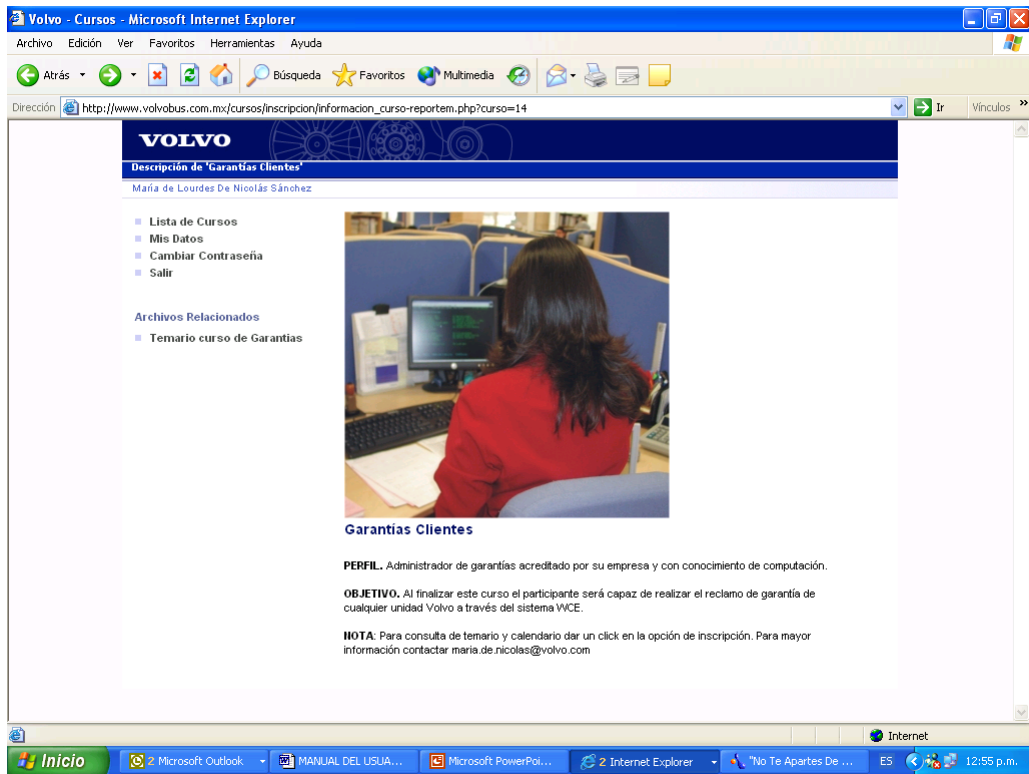 Volvo - Cursos - Microsoft Internet Explorer
Archivo Edición Ver Favoritos Herramientas Ayuda
Atrás Búsqueda Favoritos Multimedia
Dirección http://www.volvobus.com.mx/cursos/inscripcion/informacion_curso-reportem.php?curso=14 Ir Vínculos »
VOLVO
Descripción de 'Garantías Clientes'
María de Lourdes De Nicolás Sánchez
Lista de Cursos
Mis Datos
Cambiar Contraseña
Salir
Archivos Relacionados
Temario curso de Garantias
Garantías Clientes
PERFIL. Administrador de garantías acreditado por su empresa y con conocimiento de computación.
OBJETIVO. Al finalizar este curso el participante será capaz de realizar el reclamo de garantía de
cualquier unidad Volvo a través del sistema WCE.
NOTA: Para consulta de temario y calendario dar un click en la opción de inscripción. Para mayor
información contactar maria.de.nicolas@volvo.com
Internet
Inicio 2 Microsoft Outlook MANUAL DEL USUA... Microsoft PowerPoi... 2 Internet Explorer "No Te Apartes De ... ES 12:55 p.m.